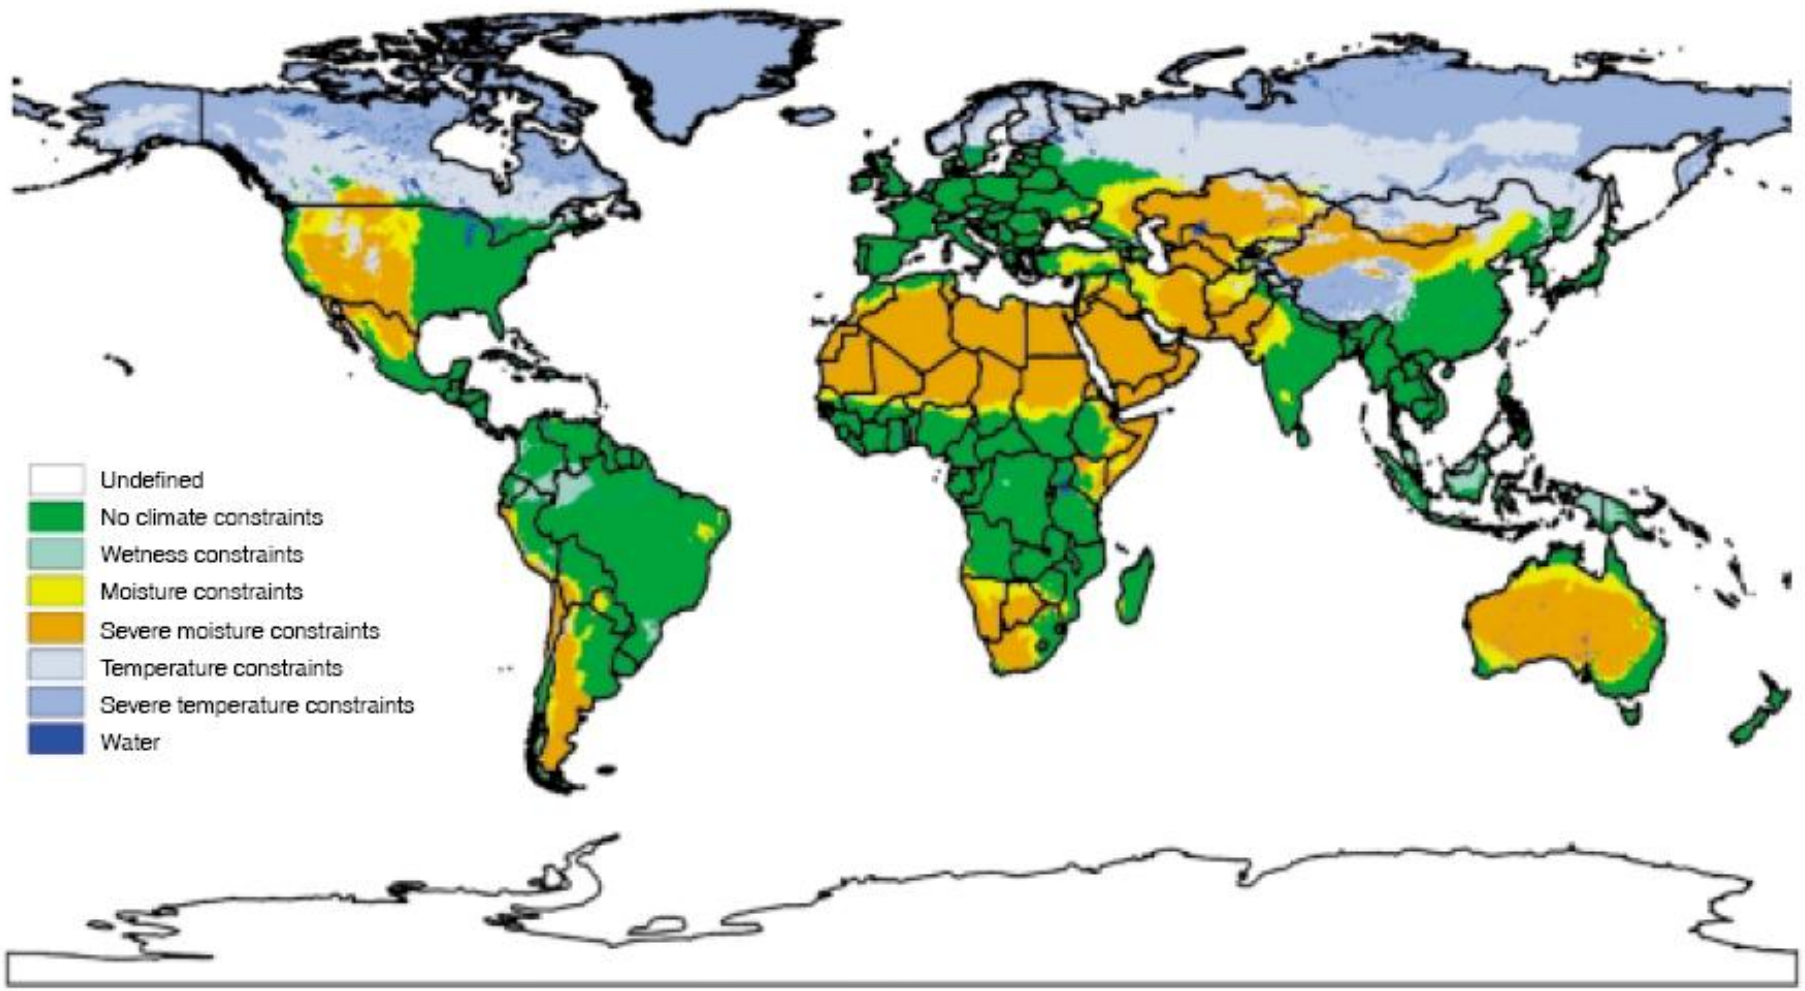 Undefined
No climate constraints
Wetness constraints
Moisture constraints
Severe moisture constraints
Temperature constraints
Severe temperature constraints
Water